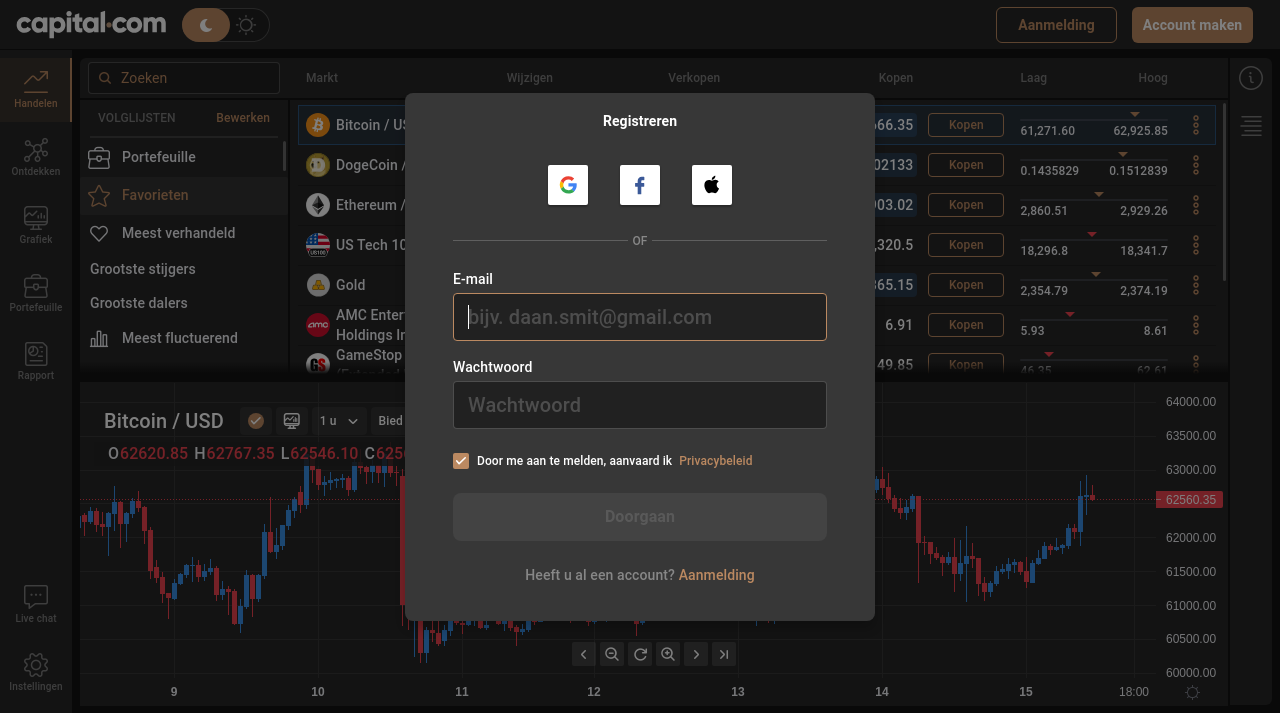 capital.com
Aanmelding
Account maken
Handelen
Ontdekken
Grafiek
Portefeuille
Rapport
Live chat
Instellingen
Zoeken
VOLGLIJSTEN
Bewerken
Portefeuille
Favorieten
Meest verhandeld
Grootste stijgers
Grootste dalers
Meest fluctuerend
Markt Wijzigen Verkopen Kopen Laag Hoog
Bitcoin / US 66.35 Kopen 61,271.60 62,925.85
DogeCoin / 02133 Kopen 0.1435829 0.1512839
Ethereum / 03.02 Kopen 2,860.51 2,929.26
US Tech 10 ,320.5 Kopen 18,296.8 18,341.7
Gold 365.15 Kopen 2,354.79 2,374.19
AMC Enter
Holdings In 6.91 Kopen 5.93 8.61
GameStop 49.85 Kopen 46.35 62.61
Registreren
OF
E-mail
bijv. daan.smit@gmail.com
Wachtwoord
Wachtwoord
Door me aan te melden, aanvaard ik Privacybeleid
Doorgaan
Heeft u al een account? Aanmelding
Bitcoin / USD
1 u
Bied
O62620.85 H62767.35 L62546.10 C6256
64000.00
63500.00
63000.00
62560.35
62000.00
61500.00
61000.00
60500.00
60000.00
9 10 11 12 13 14 15 18:00